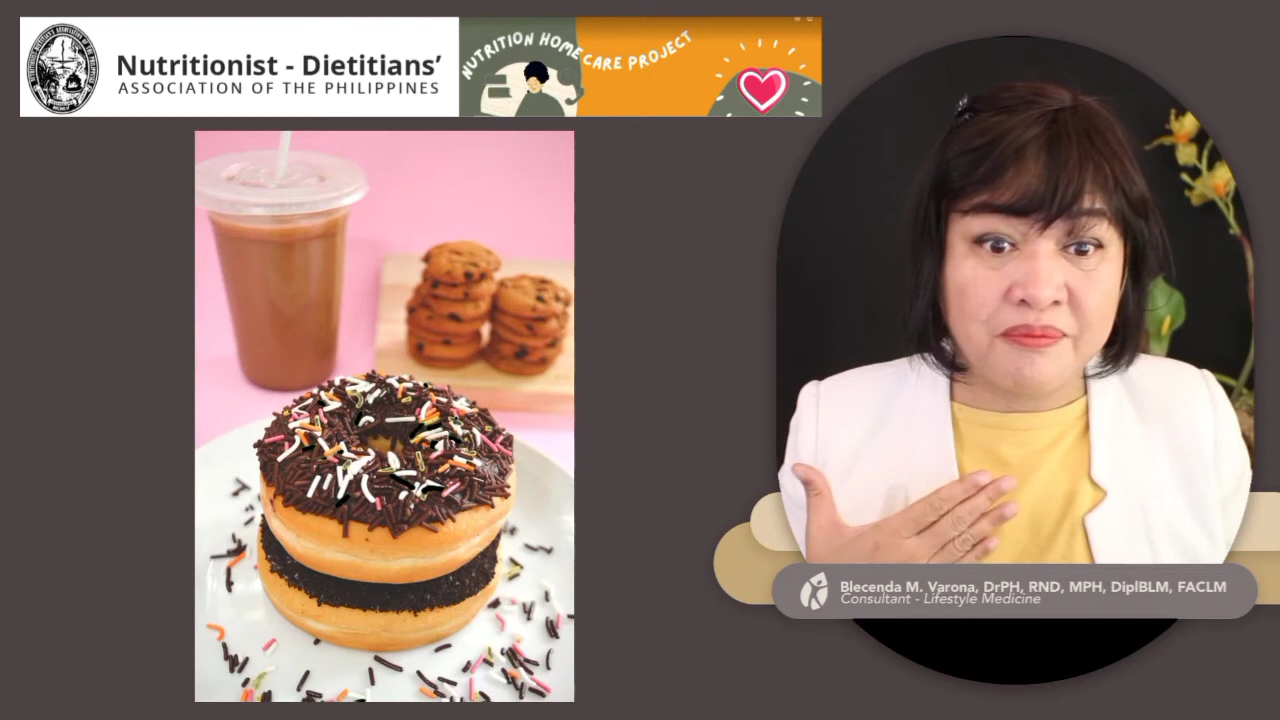 Nutritionist - Dietitians’
ASSOCIATION OF THE PHILIPPINES
NUTRITION HOME CARE PROJECT
Blecenda M. Varona, DrPH, RND, MPH, DiplBLM, FACLM
Consultant - Lifestyle Medicine